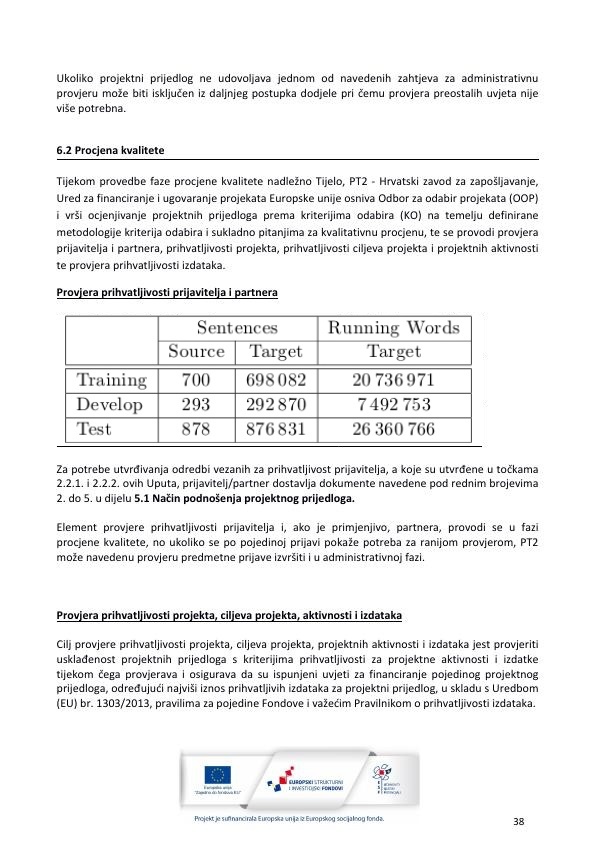 Ukoliko projektni prijedlog ne udovoljava jednom od navedenih zahtjeva za administrativnu
provjeru može biti isključen iz daljnjeg postupka dodjele pri čemu provjera preostalih uvjeta nije
više potrebna.
6.2 Procjena kvalitete
Tijekom provedbe faze procjene kvalitete nadležno Tijelo, PT2 - Hrvatski zavod za zapošljavanje,
Ured za financiranje i ugovaranje projekata Europske unije osniva Odbor za odabir projekata (OOP)
i vrši ocjenjivanje projektnih prijedloga prema kriterijima odabira (KO) na temelju definirane
metodologije kriterija odabira i sukladno pitanjima za kvalitativnu procjenu, te se provodi provjera
prijavitelja i partnera, prihvatljivosti projekta, prihvatljivosti ciljeva projekta i projektnih aktivnosti
te provjera prihvatljivosti izdataka.
Provjera prihvatljivosti prijavitelja i partnera
Sentences Running Words
Source Target Target
Training 700 698 082 20 736 971
Develop 293 292 870 7 492 753
Test 878 876 831 26 360 766
Za potrebe utvrđivanja odredbi vezanih za prihvatljivost prijavitelja, a koje su utvrđene u točkama
2.2.1. i 2.2.2. ovih Uputa, prijavitelj/partner dostavlja dokumente navedene pod rednim brojevima
2. do 5. u dijelu 5.1 Način podnošenja projektnog prijedloga.
Element provjere prihvatljivosti prijavitelja i, ako je primjenjivo, partnera, provodi se u fazi
procjene kvalitete, no ukoliko se po pojedinoj prijavi pokaže potreba za ranijom provjerom, PT2
može navedenu provjeru predmetne prijave izvršiti i u administrativnoj fazi.
Provjera prihvatljivosti projekta, ciljeva projekta, aktivnosti i izdataka
Cilj provjere prihvatljivosti projekta, ciljeva projekta, projektnih aktivnosti i izdataka jest provjeriti
usklađenost projektnih prijedloga s kriterijima prihvatljivosti za projektne aktivnosti i izdatke
tijekom čega provjerava i osigurava da su ispunjeni uvjeti za financiranje pojedinog projektnog
prijedloga, određujući najviši iznos prihvatljivih izdataka za projektni prijedlog, u skladu s Uredbom
(EU) br. 1303/2013, pravilima za pojedine Fondove i važećim Pravilnikom o prihvatljivosti izdataka.
Europska unija
"Zajedno do fondova EU"
EUROPSKI STRUKTURNI
I INVESTICIJSKI FONDOVI
Projekt je sufinancirala Europska unija iz Europskog socijalnog fonda.
38